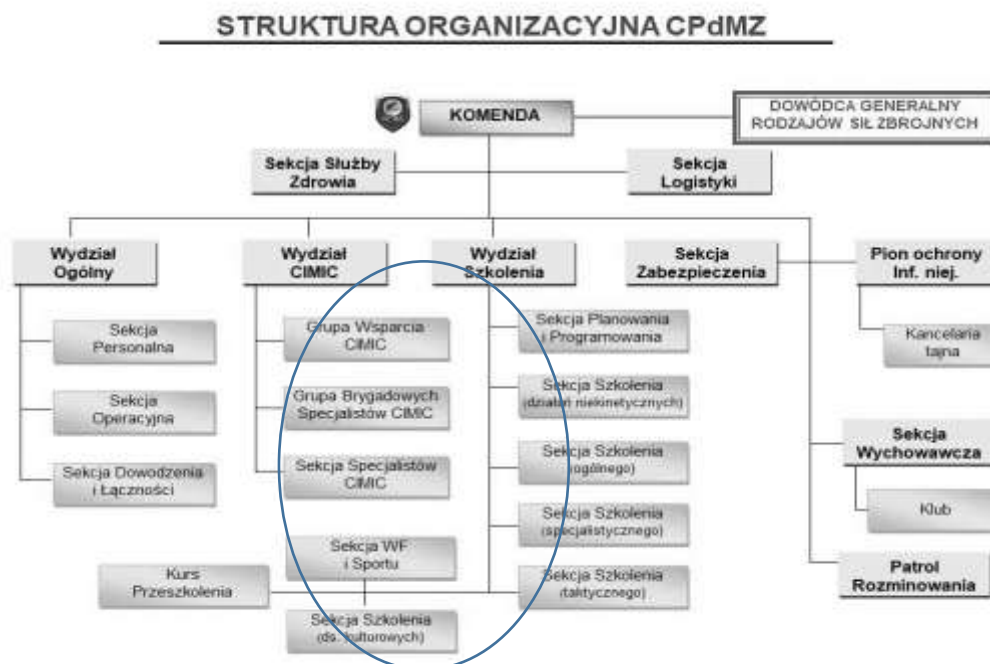 STRUKTURA ORGANIZACYJNA CPdMZ
KOMENDA
DOWÓDCA GENERALNY
RODZAJÓW SIŁ ZBROJNYCH
Sekcja Służby
Zdrowia
Sekcja
Logistyki
Wydział
Ogólny
Wydział
CIMIC
Wydział
Szkolenia
Sekcja
Zabezpieczenia
Pion ochrony
Inf. niej.
Sekcja
Personalna
Grupa Wsparcia
CIMIC
Sekcja Planowania
i Programowania
Kancelaria
tajna
Sekcja
Operacyjna
Grupa Brygadowych
Specjalistów CIMIC
Sekcja Szkolenia
(działań niekinetycznych)
Sekcja
Wychowawcza
Sekcja Dowodzenia
i Łączności
Sekcja Specjalistów
CIMIC
Sekcja Szkolenia
(ogólnego)
Klub
Sekcja WF
i Sportu
Sekcja Szkolenia
(specjalistycznego)
Patrol
Rozminowania
Kurs
Przeszkolenia
Sekcja Szkolenia
(taktycznego)
Sekcja Szkolenia
(ds. kulturowych)